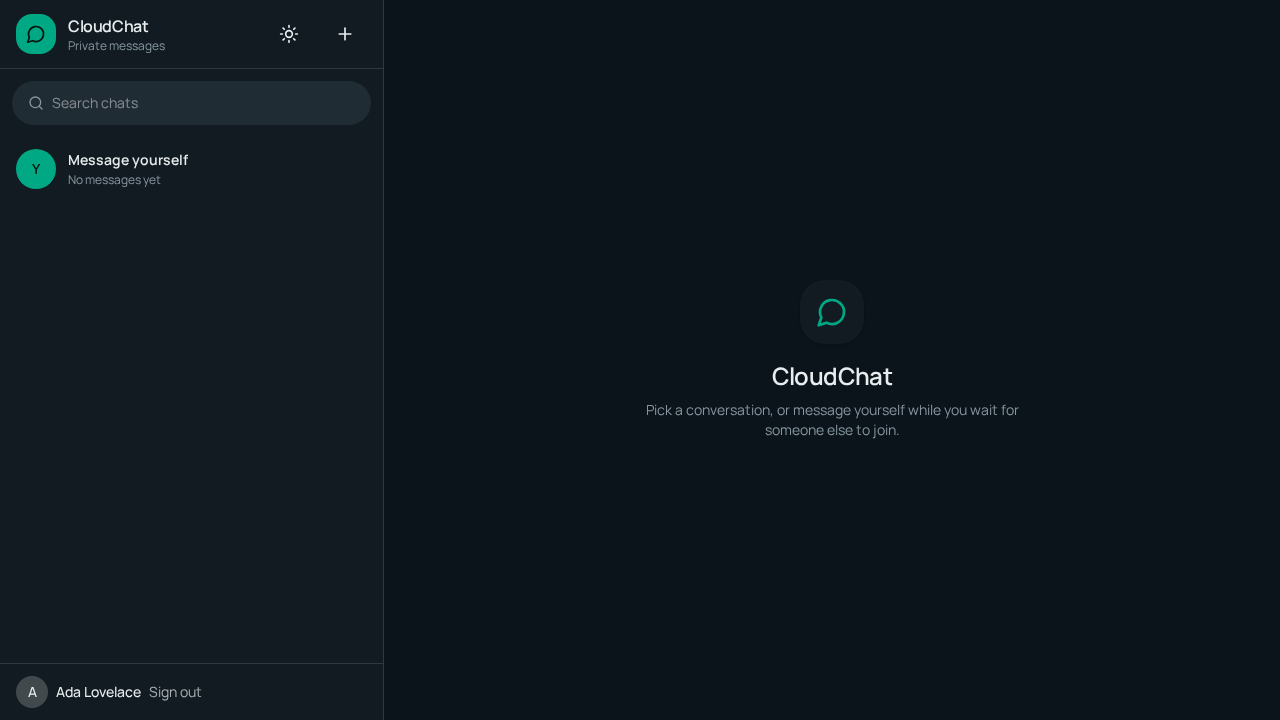 CloudChat
Private messages
Search chats
Y
Message yourself
No messages yet
CloudChat
Pick a conversation, or message yourself while you wait for
someone else to join.
A
Ada Lovelace
Sign out